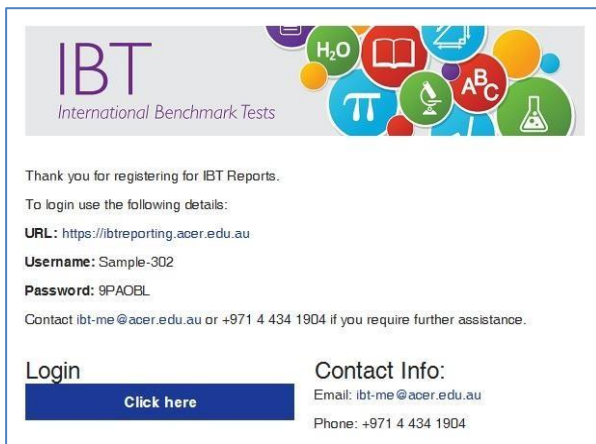 IBT
International Benchmark Tests
H₂O
π
ABC
Thank you for registering for IBT Reports.
To login use the following details:
URL: https://ibtreporting.acer.edu.au
Username: Sample-302
Password: 9PAOBL
Contact ibt-me@acer.edu.au or +971 4 434 1904 if you require further assistance.
Login
Click here
Contact Info:
Email: ibt-me@acer.edu.au
Phone: +971 4 434 1904